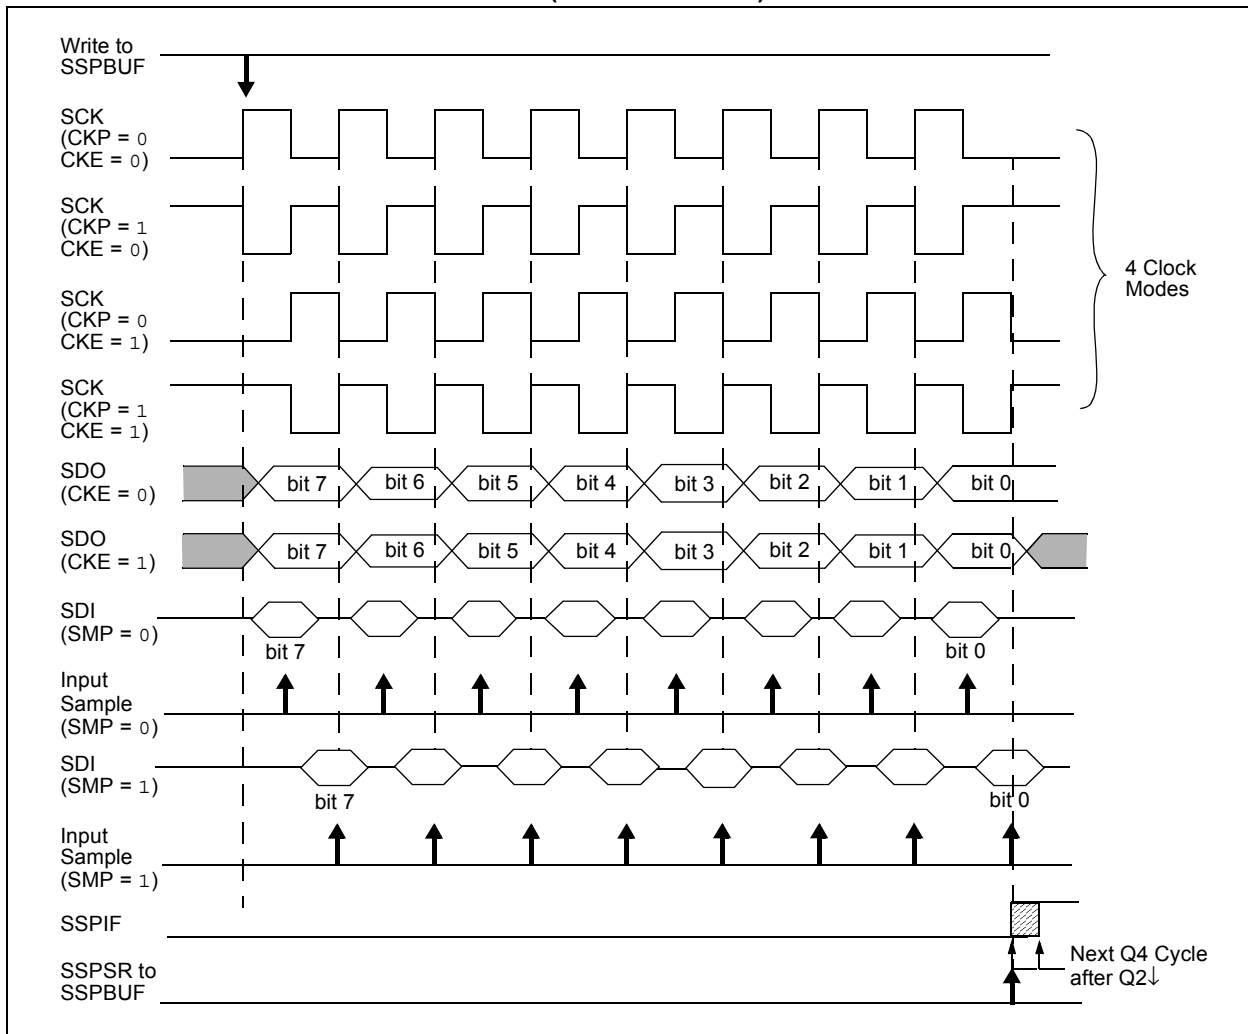 Write to
SSPBUF
SCK
(CKP = 0
CKE = 0)
SCK
(CKP = 1
CKE = 0)
4 Clock
Modes
SCK
(CKP = 0
CKE = 1)
SCK
(CKP = 1
CKE = 1)
SDO
(CKE = 0)
bit 7 bit 6 bit 5 bit 4 bit 3 bit 2 bit 1 bit 0
SDO
(CKE = 1)
bit 7 bit 6 bit 5 bit 4 bit 3 bit 2 bit 1 bit 0
SDI
(SMP = 0)
bit 7 bit 0
Input
Sample
(SMP = 0)
SDI
(SMP = 1)
bit 7 bit 0
Input
Sample
(SMP = 1)
SSPIF
SSPSR to
SSPBUF
Next Q4 Cycle
after Q2↓